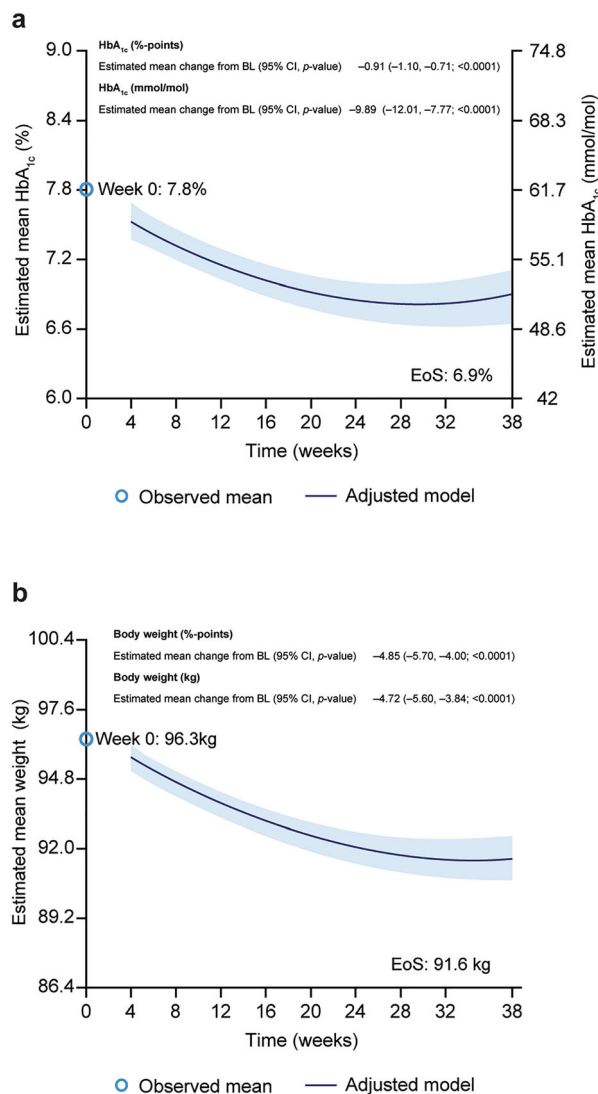 a
HbA1c (%-points)
Estimated mean change from BL (95% CI, p-value) –0.91 (–1.10, –0.71; <0.0001)
HbA1c (mmol/mol)
Estimated mean change from BL (95% CI, p-value) –9.89 (–12.01, –7.77; <0.0001)
Estimated mean HbA1c (%)
9.0
8.4
7.8
7.2
6.6
6.0
Week 0: 7.8%
EoS: 6.9%
74.8
68.3
61.7
55.1
48.6
42
Estimated mean HbA1c (mmol/mol)
0 4 8 12 16 20 24 28 32 38
Time (weeks)
Observed mean Adjusted model
b
Body weight (%-points)
Estimated mean change from BL (95% CI, p-value) –4.85 (–5.70, –4.00; <0.0001)
Body weight (kg)
Estimated mean change from BL (95% CI, p-value) –4.72 (–5.60, –3.84; <0.0001)
Estimated mean weight (kg)
100.4
97.6
94.8
92.0
89.2
86.4
Week 0: 96.3kg
EoS: 91.6 kg
0 4 8 12 16 20 24 28 32 38
Time (weeks)
Observed mean Adjusted model